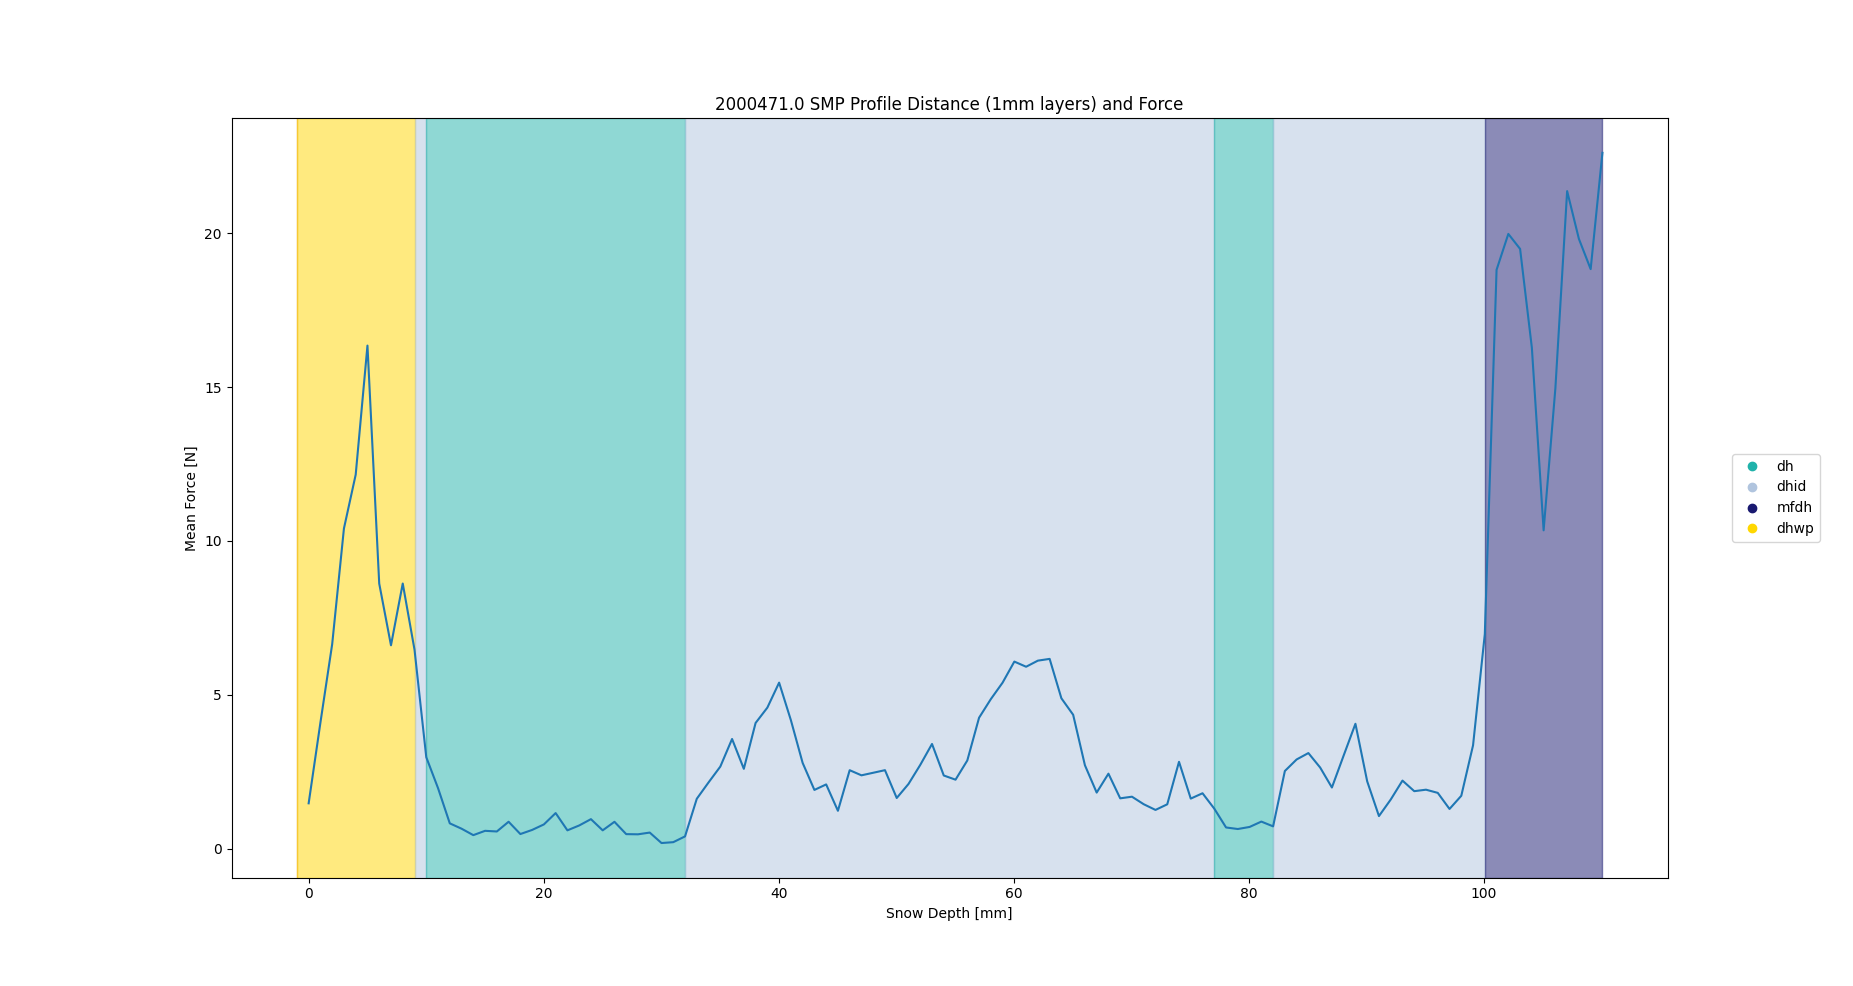 2000471.0 SMP Profile Distance (1mm layers) and Force
Mean Force [N]
20
15
10
5
0
0 20 40 60 80 100
Snow Depth [mm]
dh
dhid
mfdh
dhwp